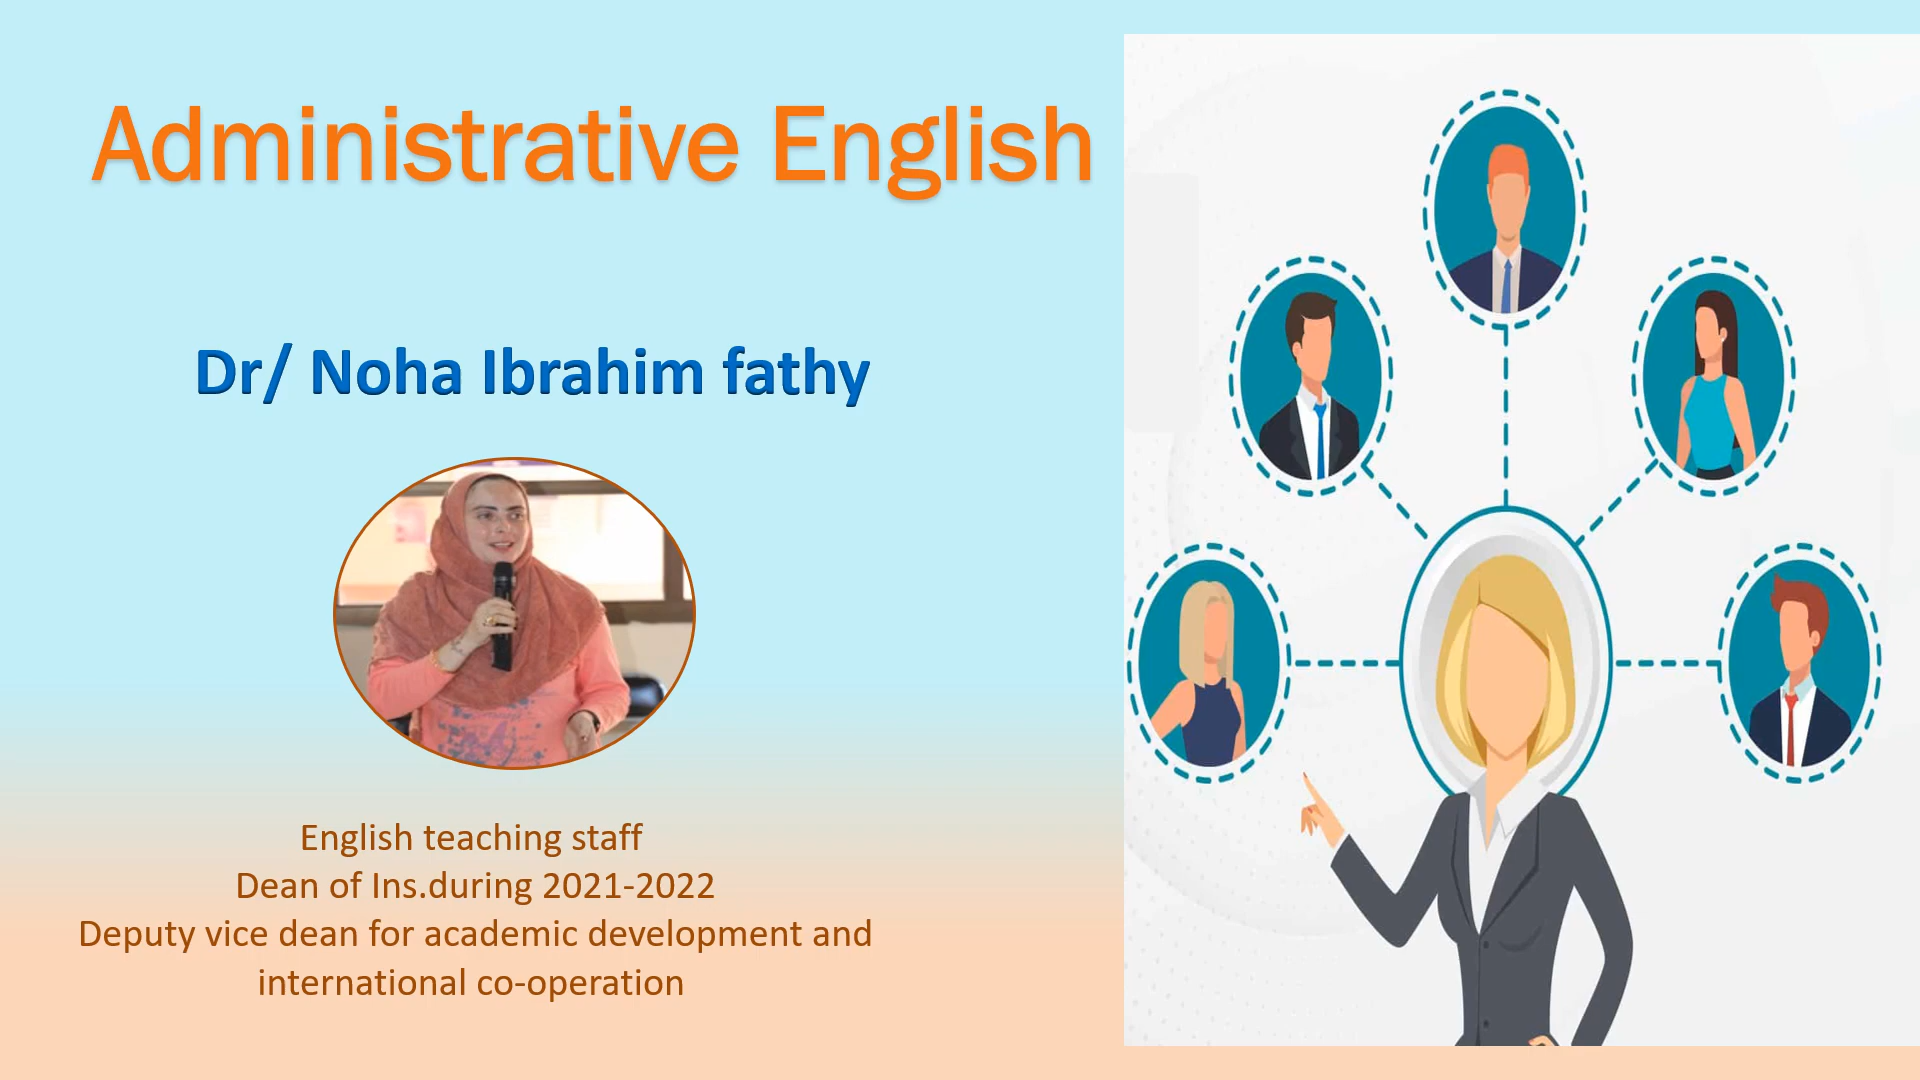 Administrative English
Dr/ Noha Ibrahim fathy
English teaching staff
Dean of Ins.during 2021-2022
Deputy vice dean for academic development and
international co-operation